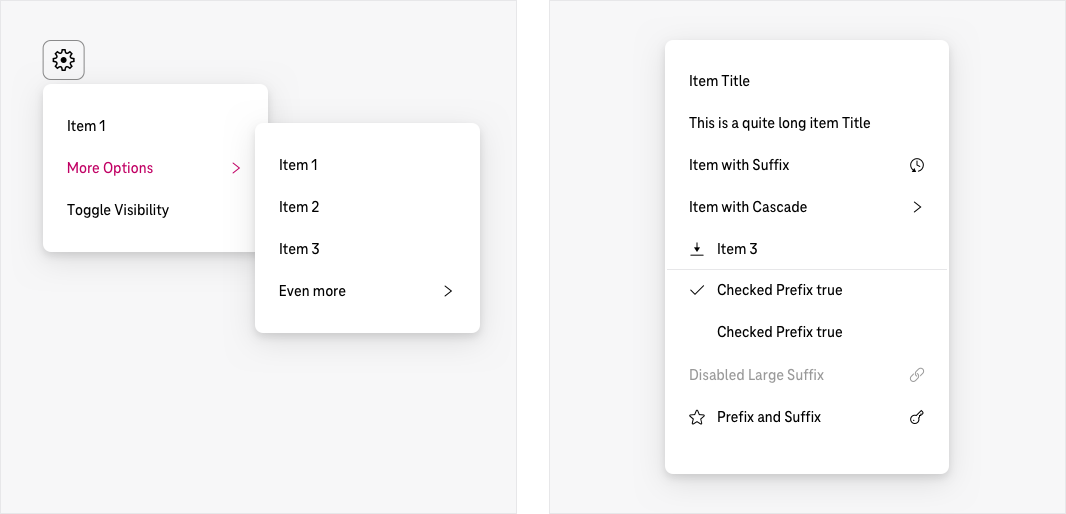 Item 1
More Options
Toggle Visibility
Item 1
Item 2
Item 3
Even more
Item Title
This is a quite long item Title
Item with Suffix
Item with Cascade
Item 3
Checked Prefix true
Checked Prefix true
Disabled Large Suffix
Prefix and Suffix